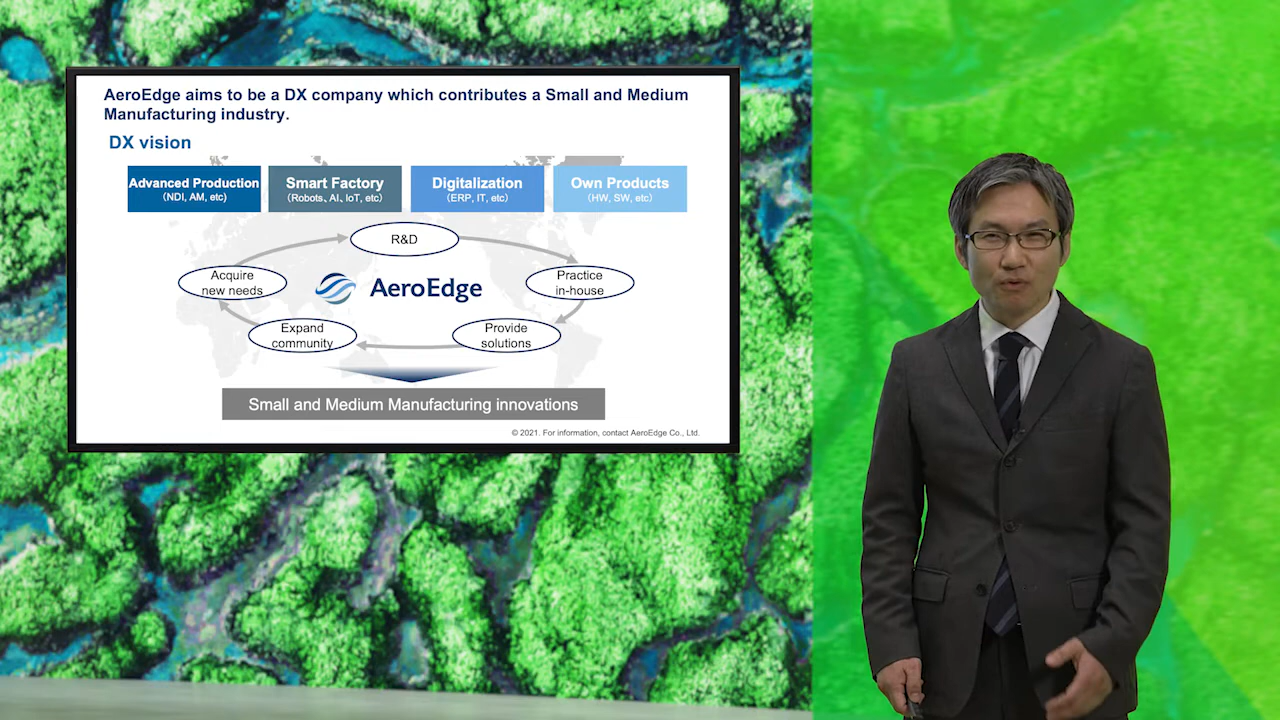 AeroEdge aims to be a DX company which contributes a Small and Medium
Manufacturing industry.
DX vision
Advanced Production
（NDI, AM, etc)
Smart Factory
（Robots、AI、IoT, etc）
Digitalization
（ERP, IT, etc）
Own Products
（HW, SW, etc）
R&D
Acquire
new needs
AeroEdge
Practice
in-house
Expand
community
Provide
solutions
Small and Medium Manufacturing innovations
© 2021. For information, contact AeroEdge Co., Ltd.